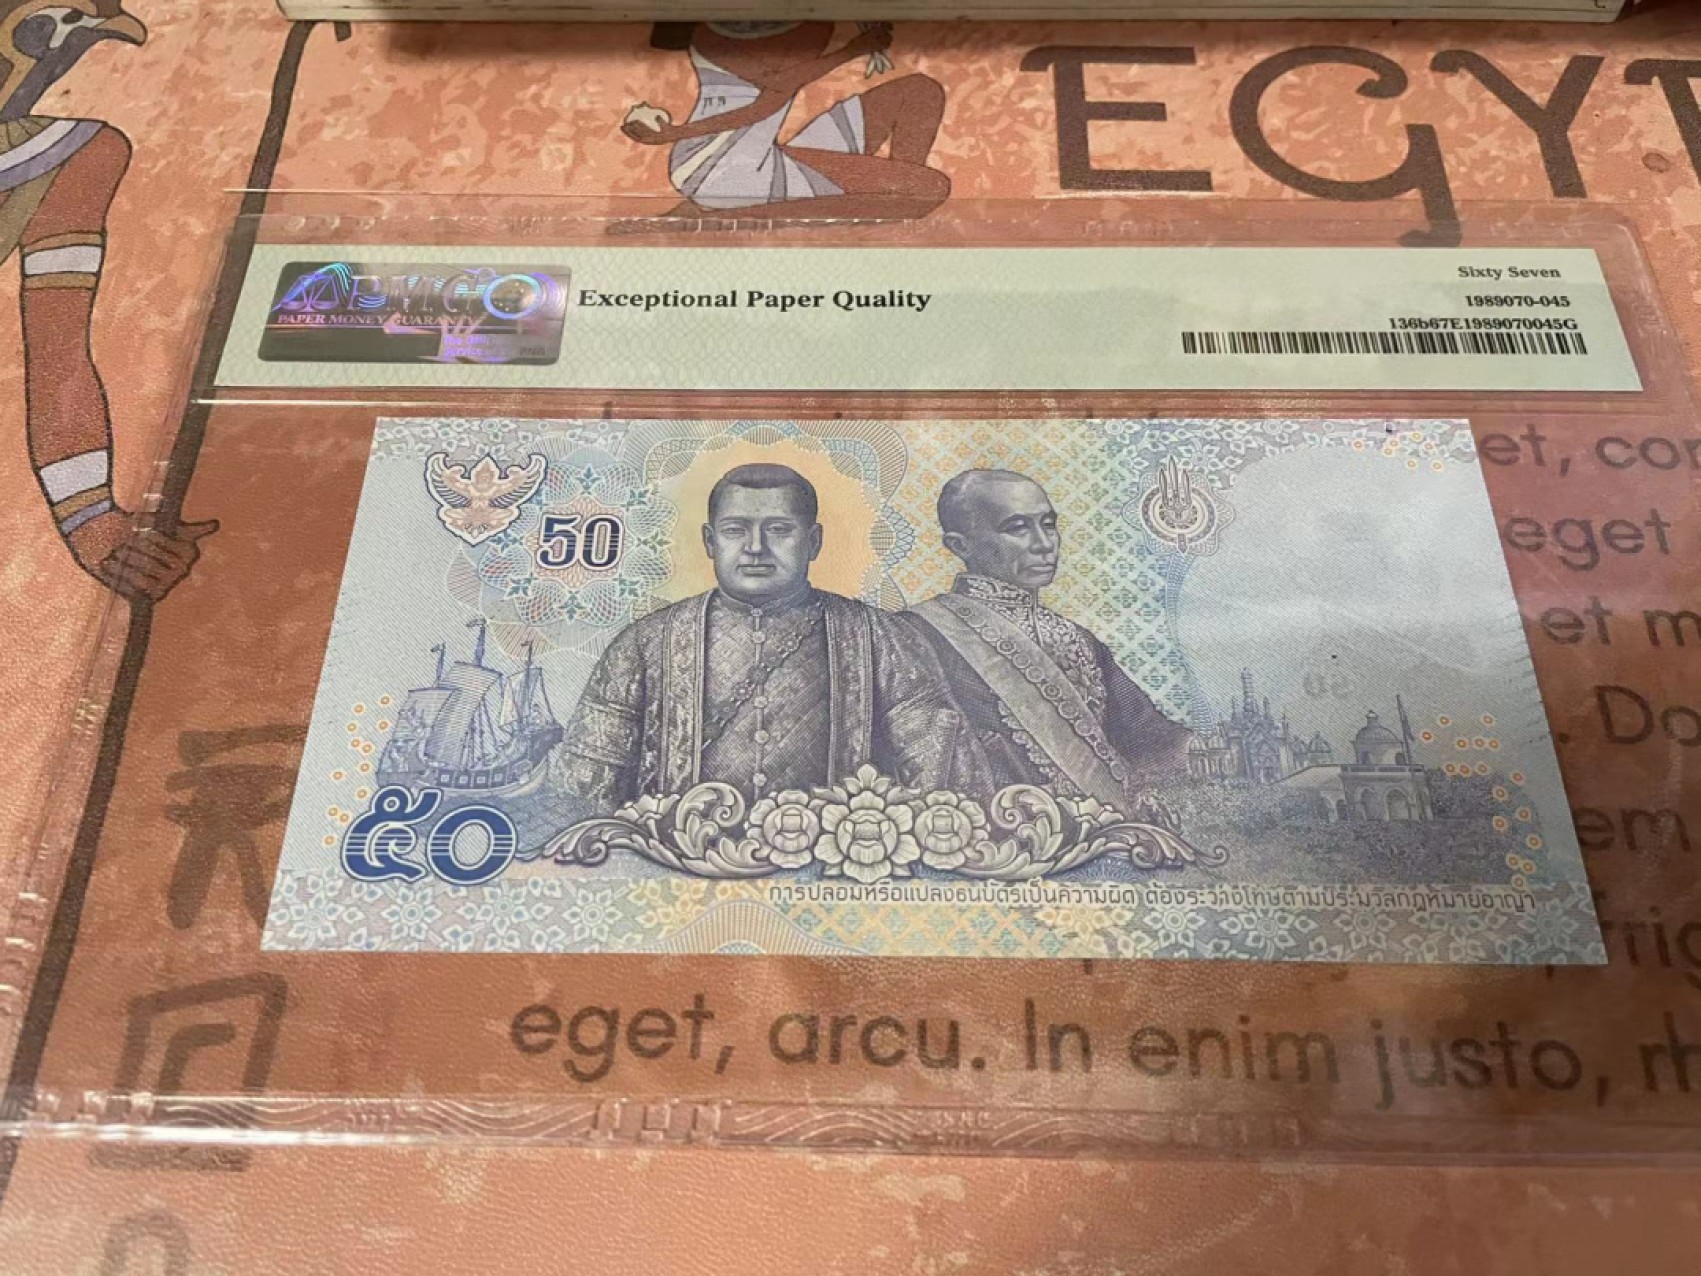 EGY
PMG
PAPER MONEY GUARANTY
Exceptional Paper Quality
Sixty Seven
1989070-045
136b67E1989070045G
50
๕๐
การปลอมหรือแปลงธนบัตรเป็นความผิด ต้องระวางโทษตามประมวลกฎหมายอาญา
et, con
eget
et m
. Do
em
fring
eget, arcu. In enim justo, rh